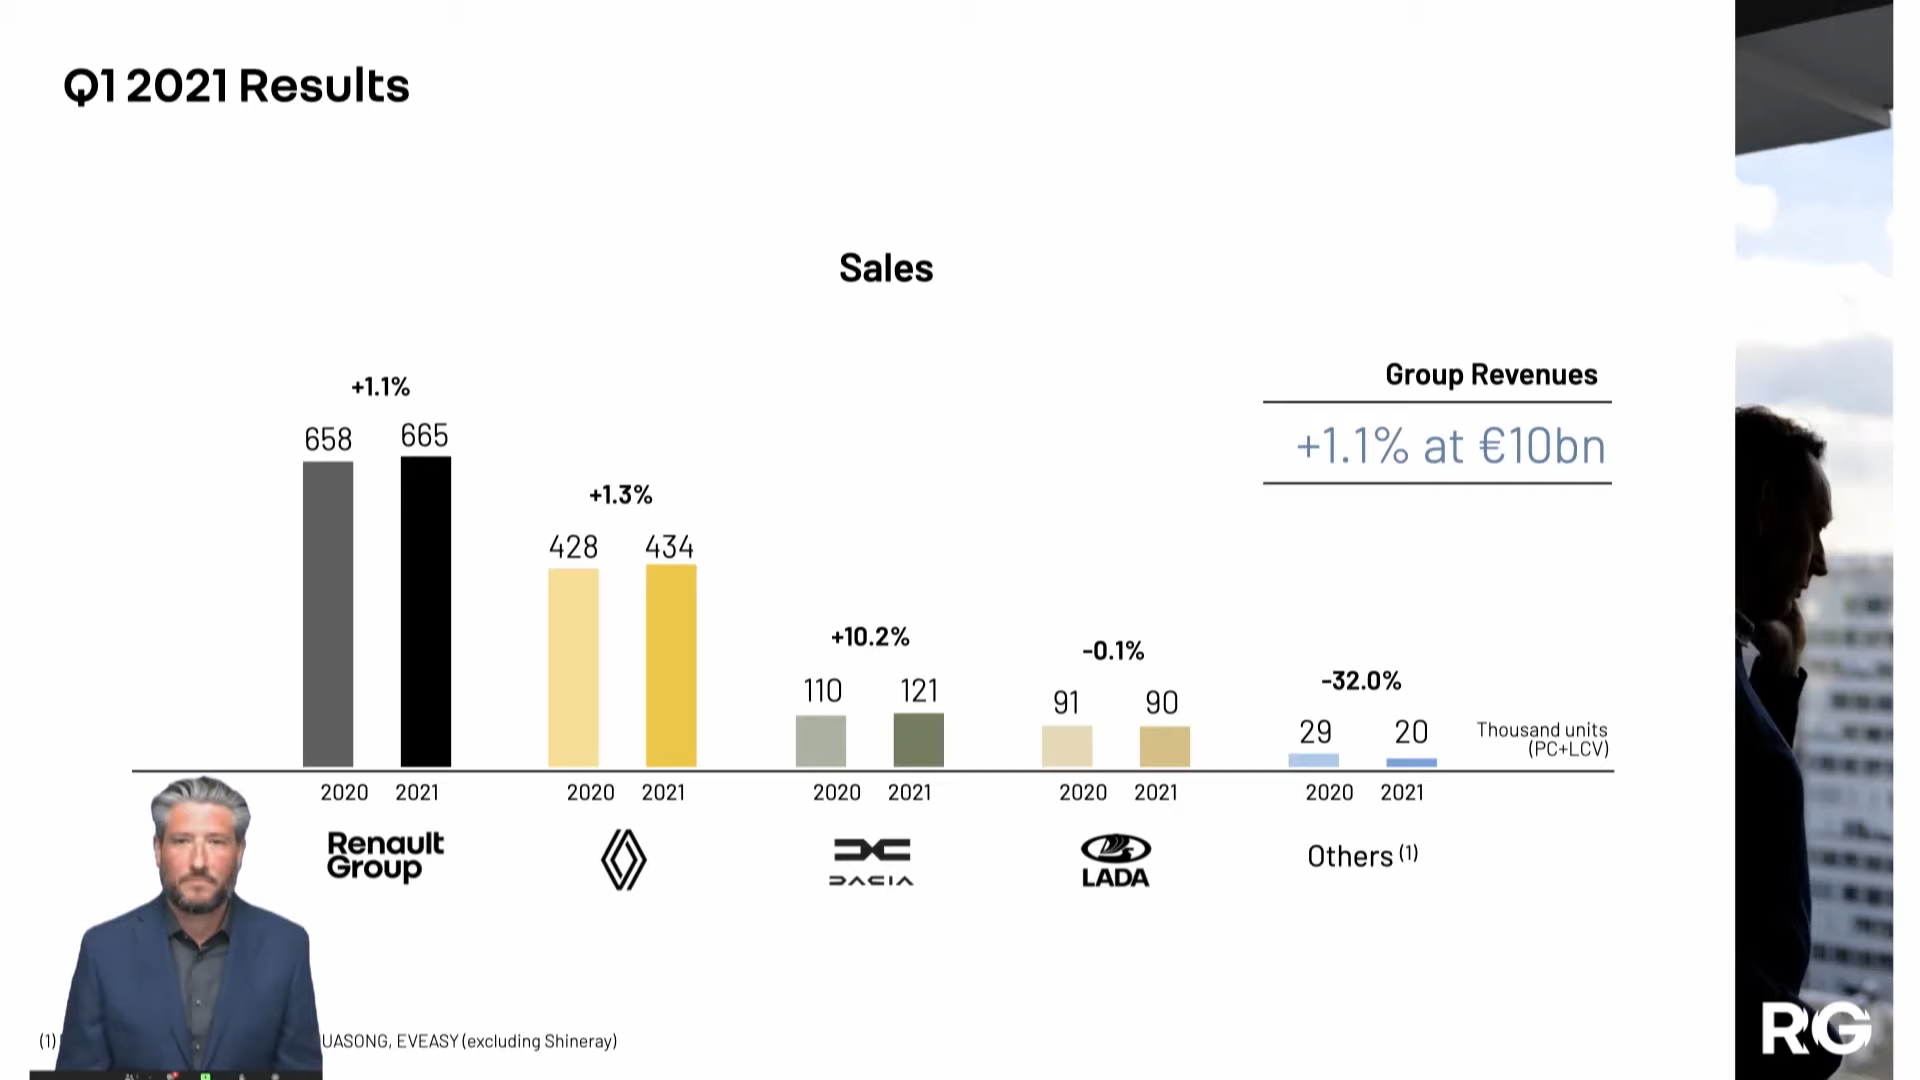 Q1 2021 Results
Sales
Group Revenues
+1.1% at €10bn
+1.1%
658 665
+1.3%
428 434
+10.2%
110 121
-0.1%
91 90
-32.0%
29 20
Thousand units
(PC+LCV)
2020 2021 2020 2021 2020 2021 2020 2021 2020 2021
Renault
Group
DACIA
LADA
Others (1)
(1)
UASONG, EVEASY (excluding Shineray)
RG